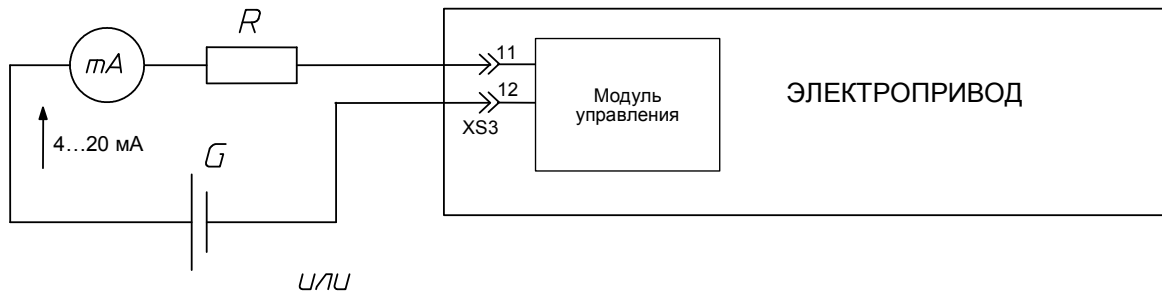 R
mA
11
12
XS3
Модуль
управления
ЭЛЕКТРОПРИВОД
4...20 мА
G
или